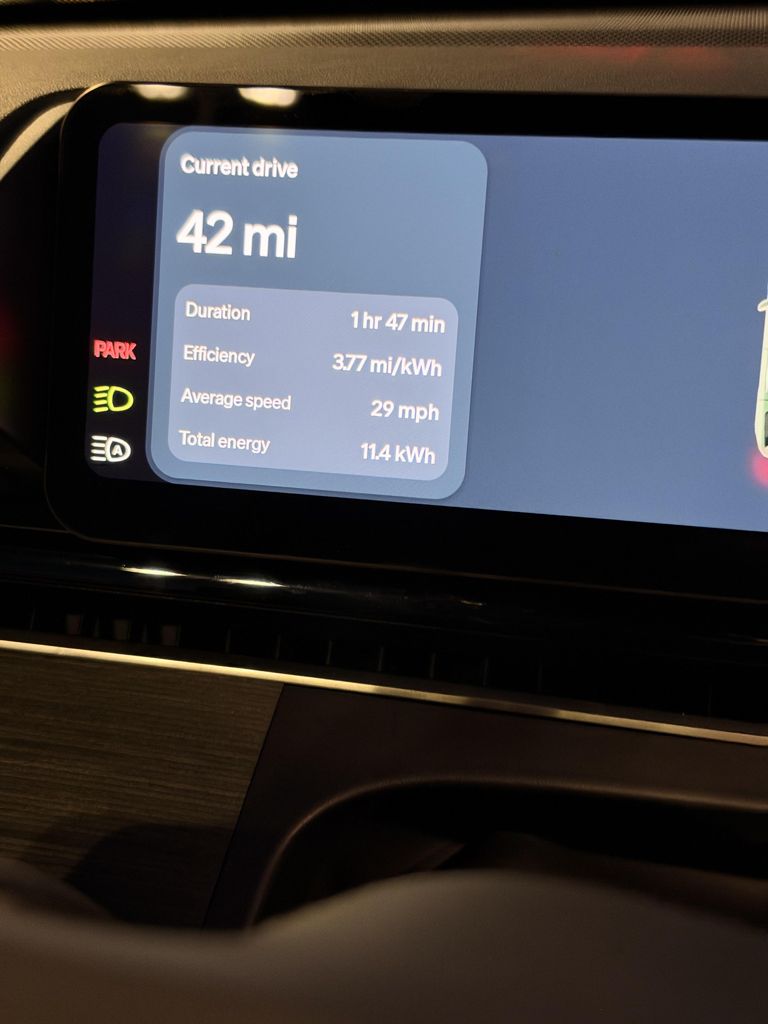 Current drive
42 mi
Duration 1 hr 47 min
Efficiency 3.77 mi/kWh
Average speed 29 mph
Total energy 11.4 kWh
PARK
A